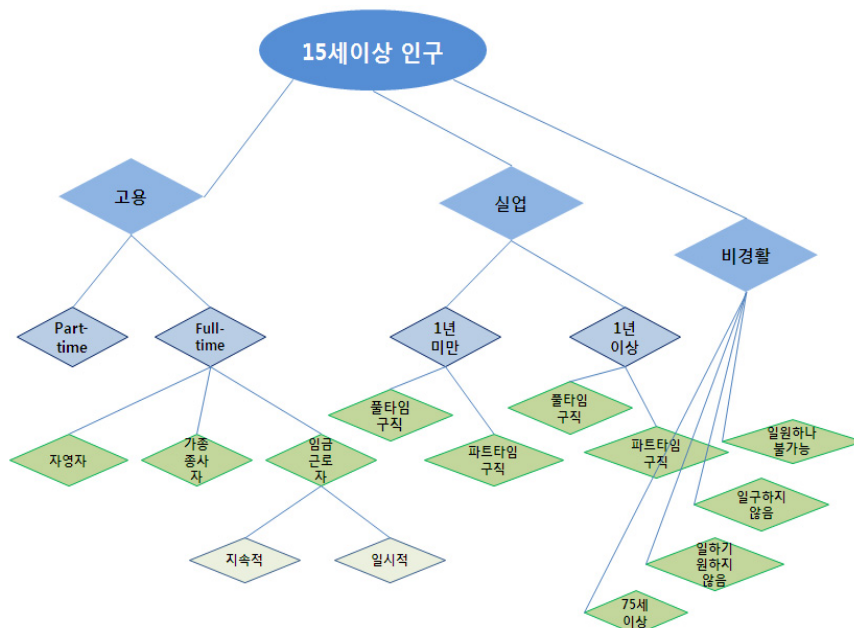 15세이상 인구
고용
실업
비경활
Part-
time
Full-
time
1년
미만
1년
이상
풀타임
구직
풀타임
구직
자영자
가종
종사
자
임금
근로
자
파트타임
구직
파트타임
구직
일원하나
불가능
일구하지
않음
지속적
일시적
일하기
원하지
않음
75세
이상